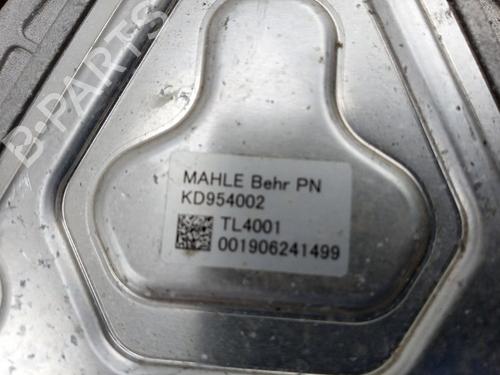 B-PARTS
MAHLE Behr PN
KD954002
TL4001
001906241499